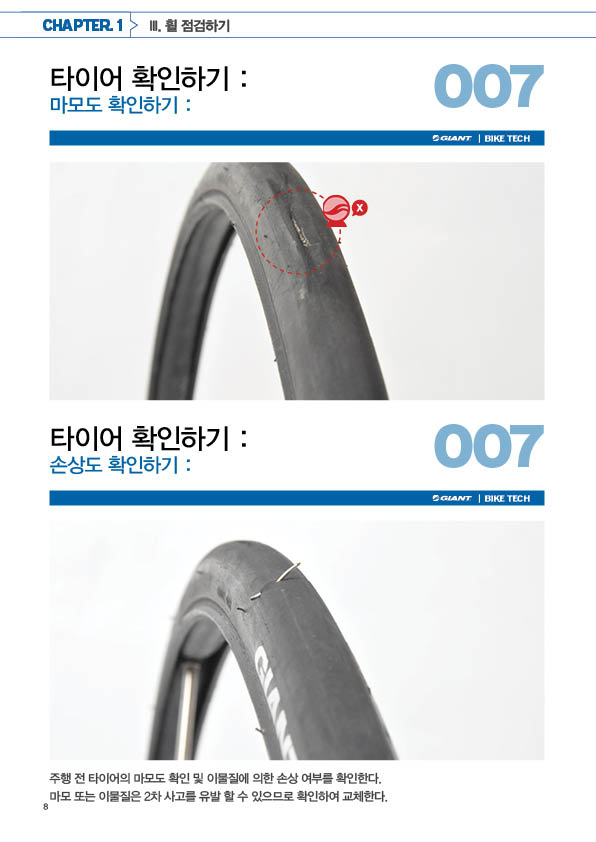 CHAPTER. 1
III. 휠 점검하기
타이어 확인하기 :
마모도 확인하기 :
007
GIANT | BIKE TECH
X
타이어 확인하기 :
손상도 확인하기 :
007
GIANT | BIKE TECH
GIANT
주행 전 타이어의 마모도 확인 및 이물질에 의한 손상 여부를 확인한다.
마모 또는 이물질은 2차 사고를 유발 할 수 있으므로 확인하여 교체한다.
8